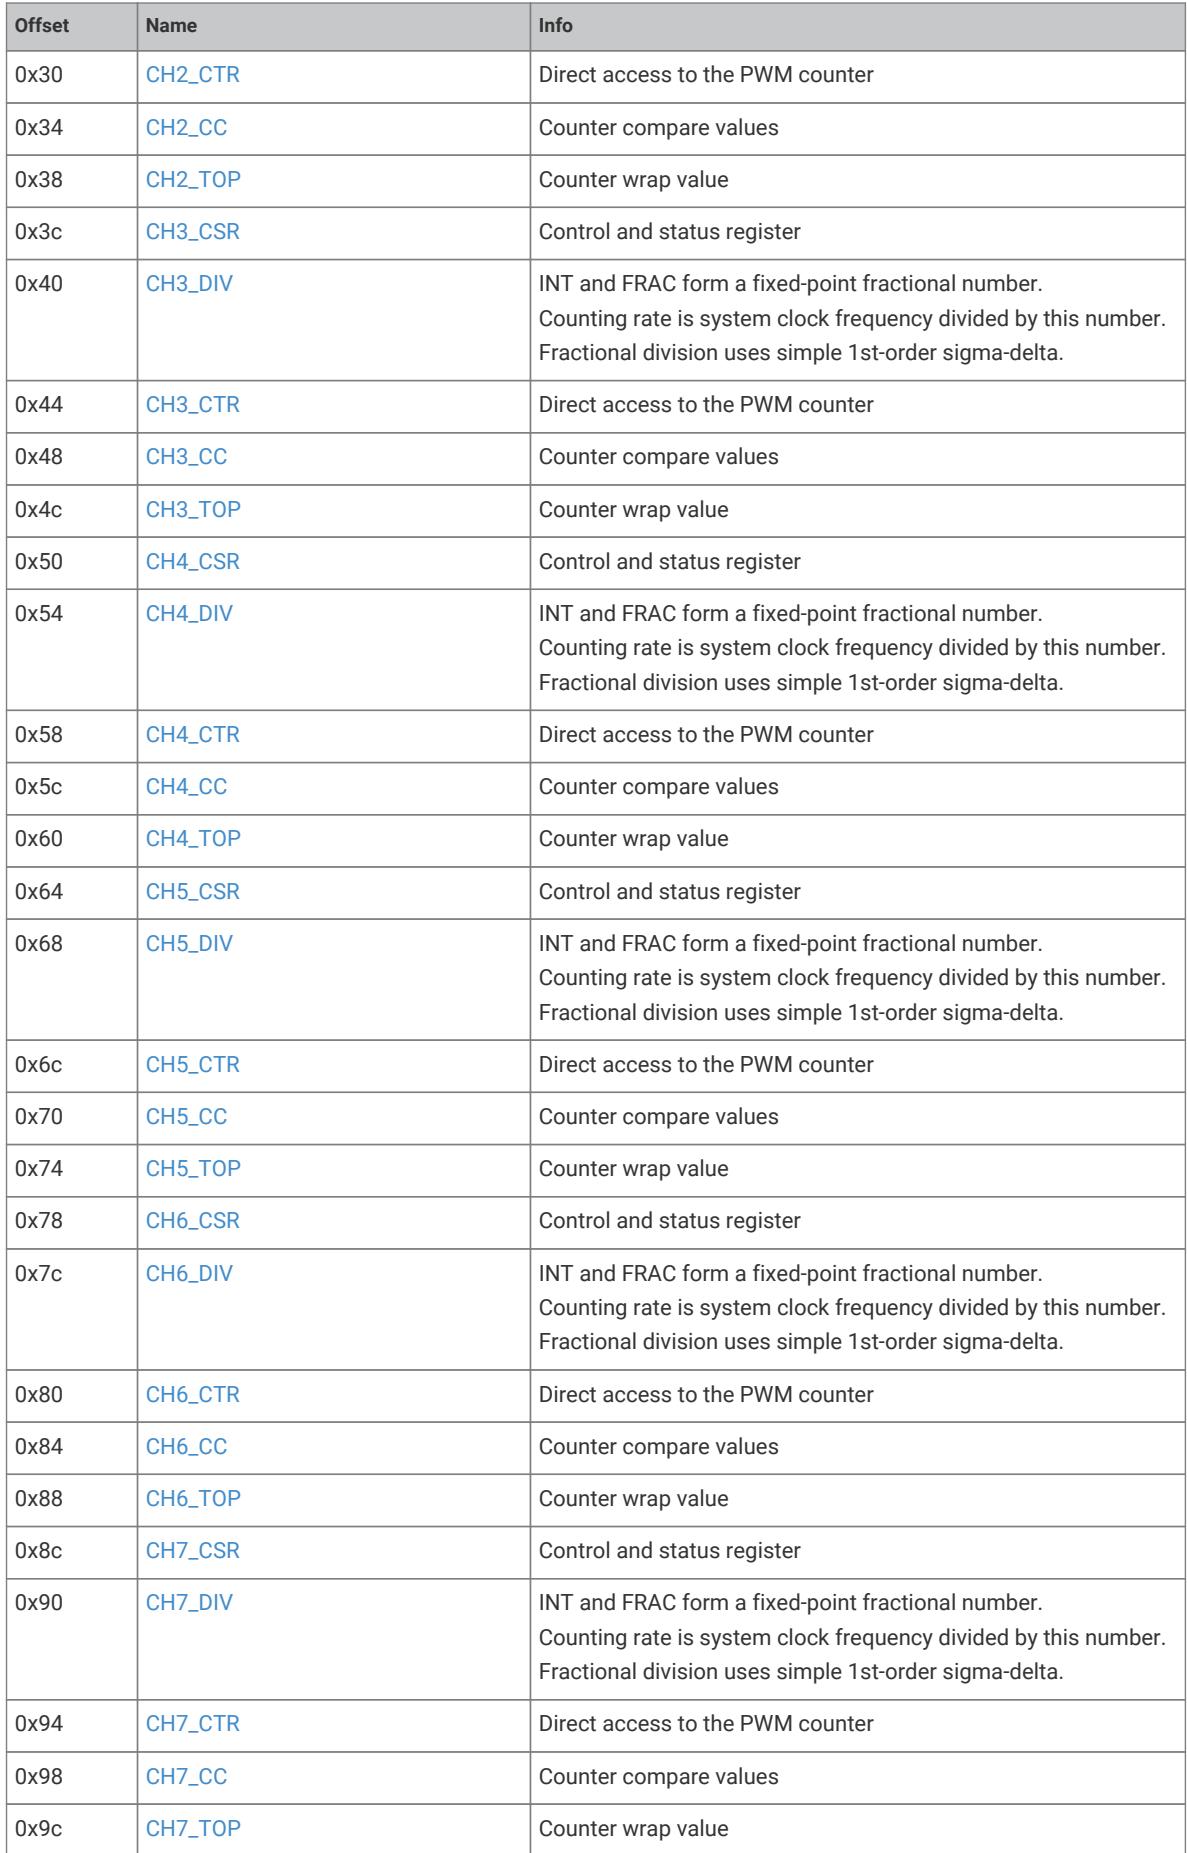 Offset Name Info
0x30 CH2_CTR Direct access to the PWM counter
0x34 CH2_CC Counter compare values
0x38 CH2_TOP Counter wrap value
0x3c CH3_CSR Control and status register
0x40 CH3_DIV INT and FRAC form a fixed-point fractional number.
Counting rate is system clock frequency divided by this number.
Fractional division uses simple 1st-order sigma-delta.
0x44 CH3_CTR Direct access to the PWM counter
0x48 CH3_CC Counter compare values
0x4c CH3_TOP Counter wrap value
0x50 CH4_CSR Control and status register
0x54 CH4_DIV INT and FRAC form a fixed-point fractional number.
Counting rate is system clock frequency divided by this number.
Fractional division uses simple 1st-order sigma-delta.
0x58 CH4_CTR Direct access to the PWM counter
0x5c CH4_CC Counter compare values
0x60 CH4_TOP Counter wrap value
0x64 CH5_CSR Control and status register
0x68 CH5_DIV INT and FRAC form a fixed-point fractional number.
Counting rate is system clock frequency divided by this number.
Fractional division uses simple 1st-order sigma-delta.
0x6c CH5_CTR Direct access to the PWM counter
0x70 CH5_CC Counter compare values
0x74 CH5_TOP Counter wrap value
0x78 CH6_CSR Control and status register
0x7c CH6_DIV INT and FRAC form a fixed-point fractional number.
Counting rate is system clock frequency divided by this number.
Fractional division uses simple 1st-order sigma-delta.
0x80 CH6_CTR Direct access to the PWM counter
0x84 CH6_CC Counter compare values
0x88 CH6_TOP Counter wrap value
0x8c CH7_CSR Control and status register
0x90 CH7_DIV INT and FRAC form a fixed-point fractional number.
Counting rate is system clock frequency divided by this number.
Fractional division uses simple 1st-order sigma-delta.
0x94 CH7_CTR Direct access to the PWM counter
0x98 CH7_CC Counter compare values
0x9c CH7_TOP Counter wrap value